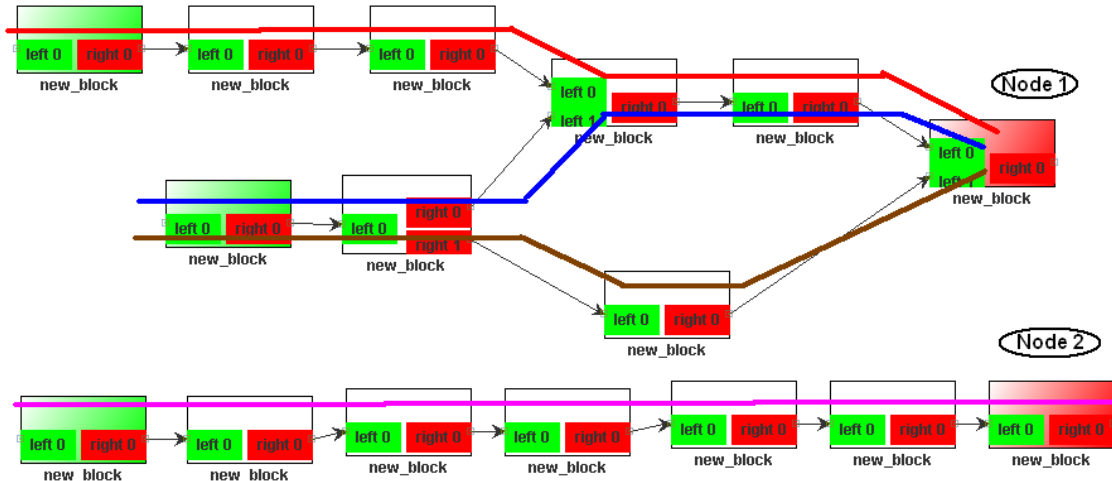 left 0 right 0 left 0 right 0 left 0 right 0
new_block new_block new_block
left 0 right 0 left 0 right 0 Node 1
left 1
new_block new_block
left 0 right 0
new_block
left 0 right 0 left 0 right 0
right 1
new_block new_block
left 0 right 0
new_block
Node 2
left 0 right 0 left 0 right 0 left 0 right 0 left 0 right 0 left 0 right 0 left 0 right 0 left 0 right 0
new_block new_block new_block new_block new_block new_block new_block